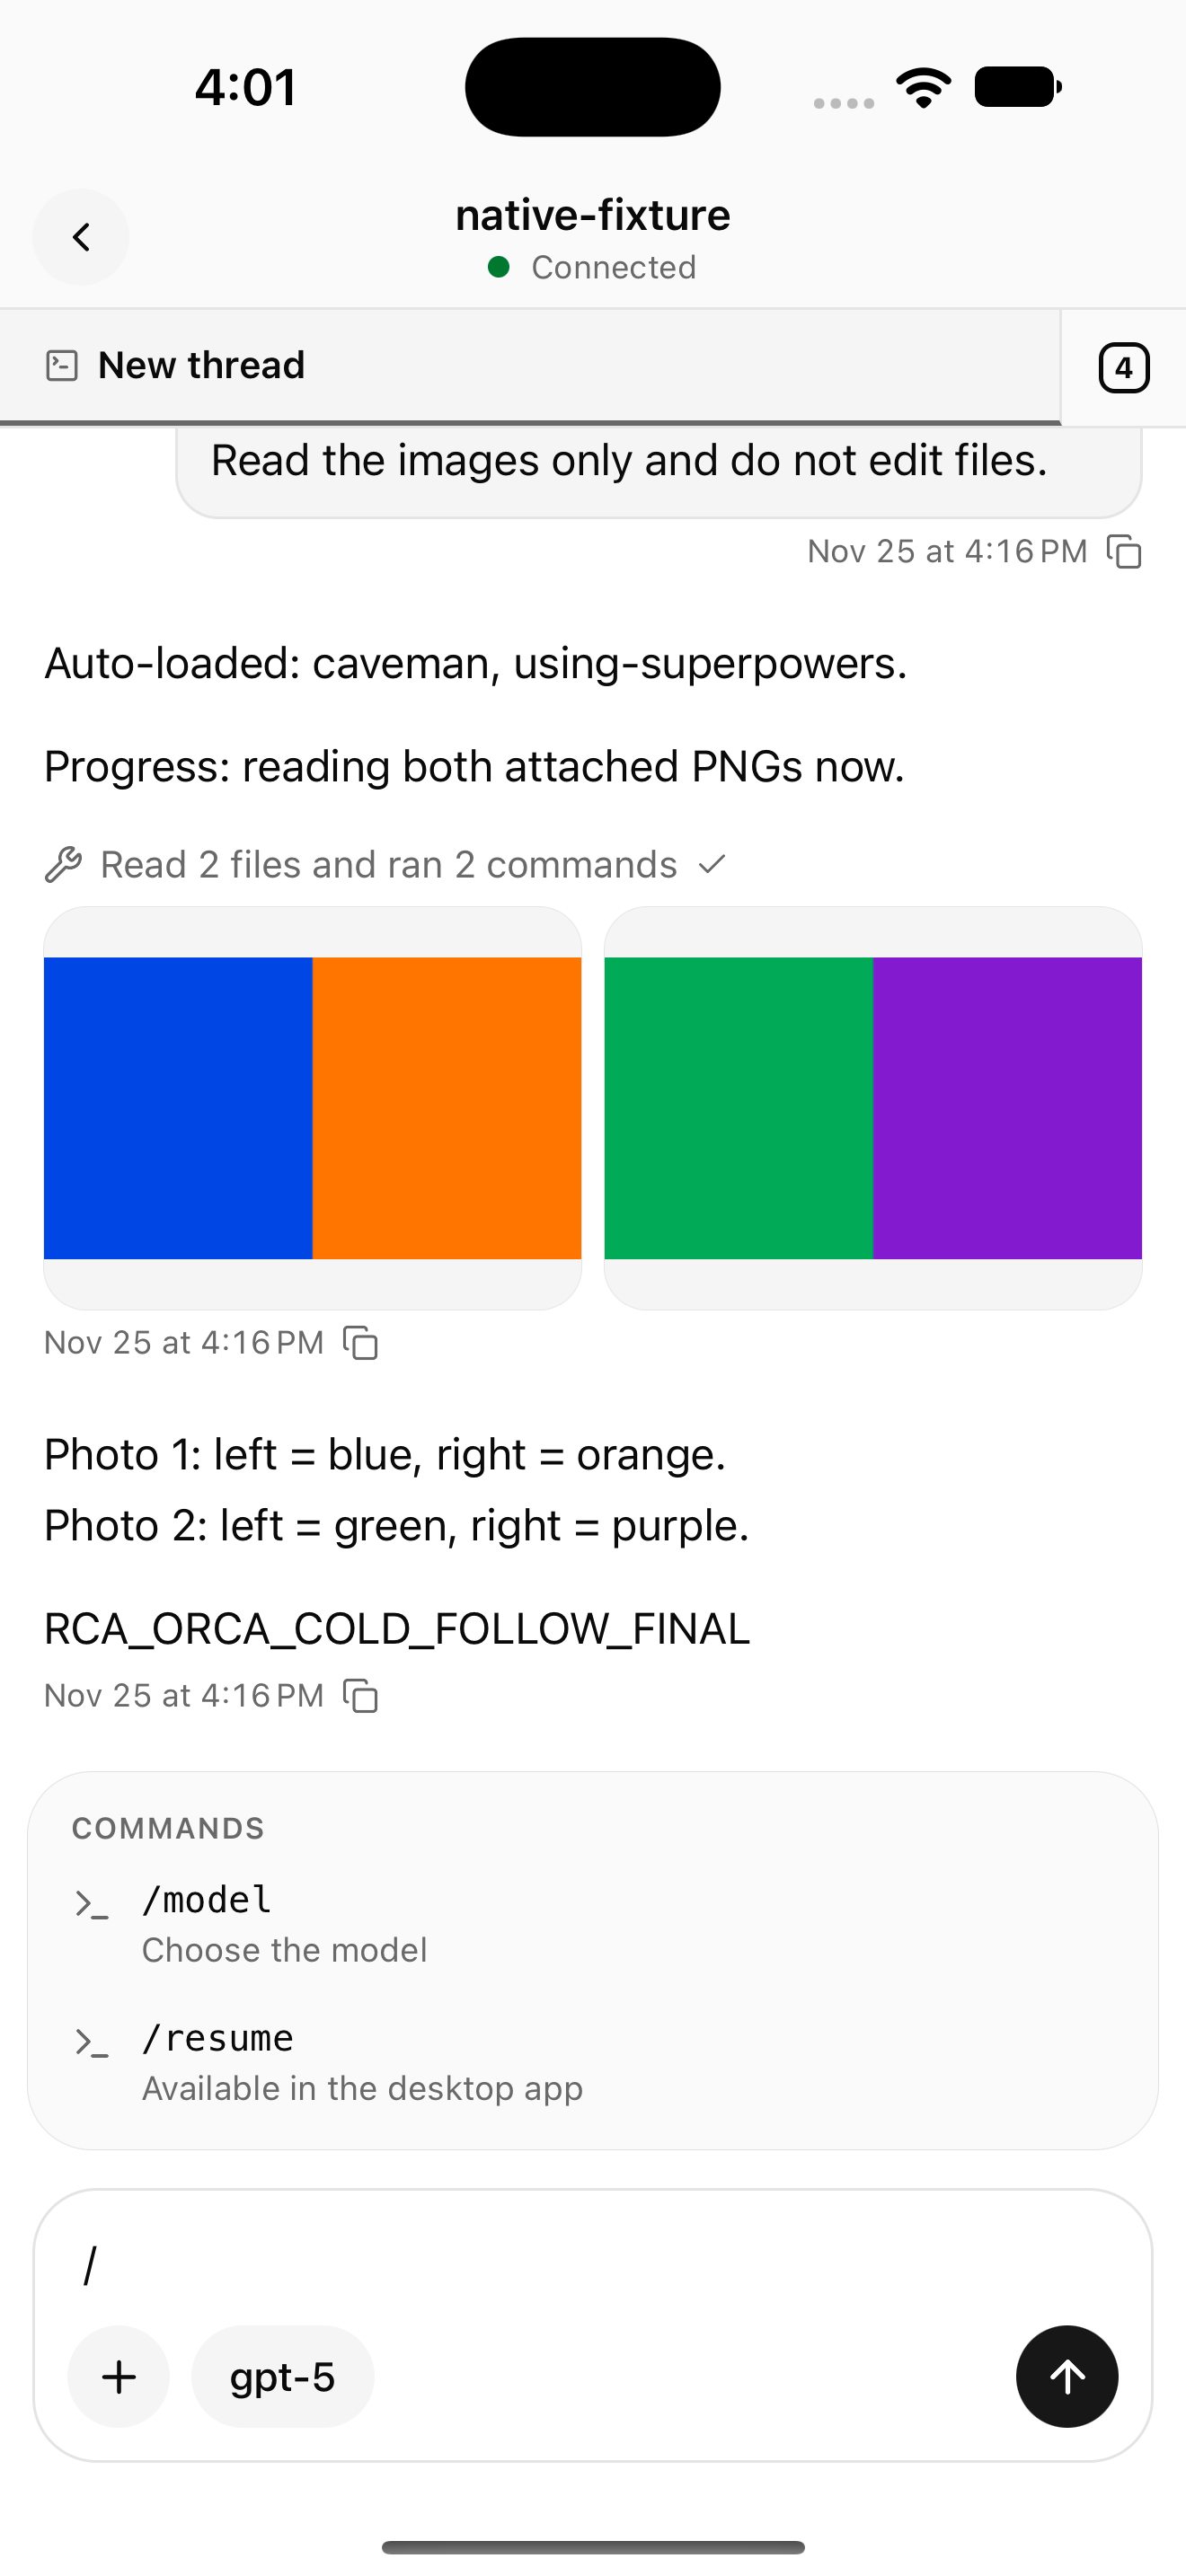 4:01
native-fixture
Connected
New thread
4
Read the images only and do not edit files.
Nov 25 at 4:16 PM
Auto-loaded: caveman, using-superpowers.
Progress: reading both attached PNGs now.
Read 2 files and ran 2 commands
Nov 25 at 4:16 PM
Photo 1: left = blue, right = orange.
Photo 2: left = green, right = purple.
RCA_ORCA_COLD_FOLLOW_FINAL
Nov 25 at 4:16 PM
COMMANDS
/model
Choose the model
/resume
Available in the desktop app
/
gpt-5